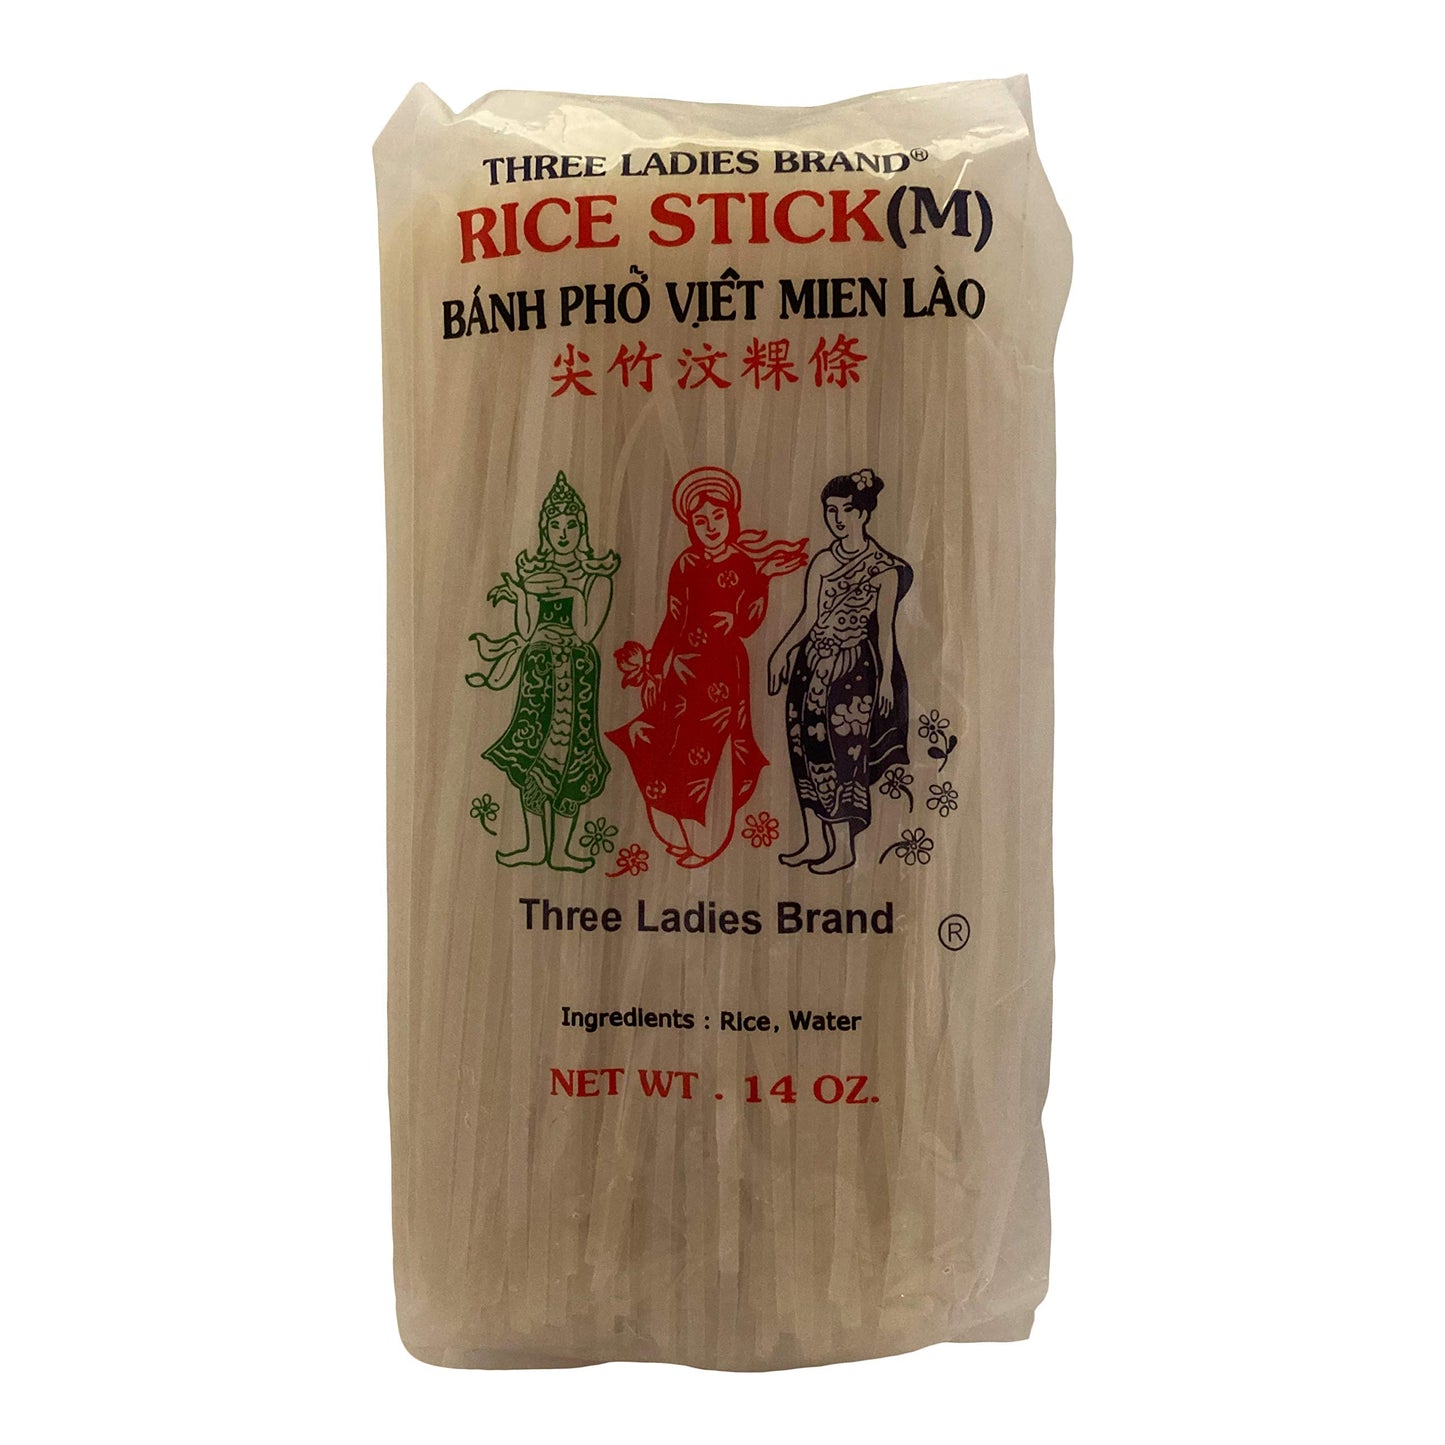 THREE LADIES BRAND®
RICE STICK(M)
BÁNH PHỞ VIỆT MIEN LÀO
尖竹汶粿條
Three Ladies Brand ®
Ingredients : Rice, Water
NET WT . 14 OZ.